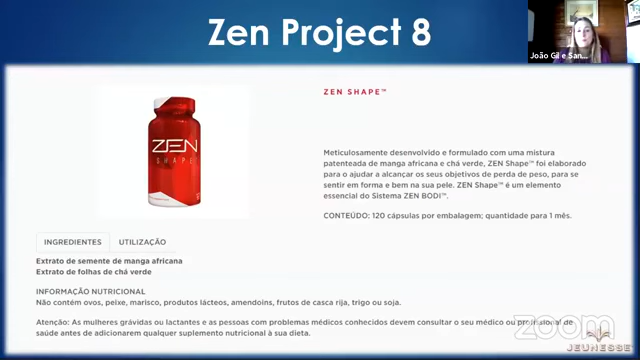 Zen Project 8
João Gil e San...
ZEN SHAPE™
ZEN
SHAPE
Meticulosamente desenvolvido e formulado com uma mistura
patenteada de manga africana e chá verde, ZEN Shape™ foi elaborado
para o ajudar a alcançar os seus objetivos de perda de peso, para se
sentir em forma e bem na sua pele. ZEN Shape™ é um elemento
essencial do Sistema ZEN BODI™.
CONTEÚDO: 120 cápsulas por embalagem; quantidade para 1 mês.
INGREDIENTES UTILIZAÇÃO
Extrato de semente de manga africana
Extrato de folhas de chá verde
INFORMAÇÃO NUTRICIONAL
Não contém ovos, peixe, marisco, produtos lácteos, amendoins, frutos de casca rija, trigo ou soja.
Atenção: As mulheres grávidas ou lactantes e as pessoas com problemas médicos conhecidos devem consultar o seu médico ou profissional de
saúde antes de adicionarem qualquer suplemento nutricional à sua dieta.
zoom
JEUNESSE